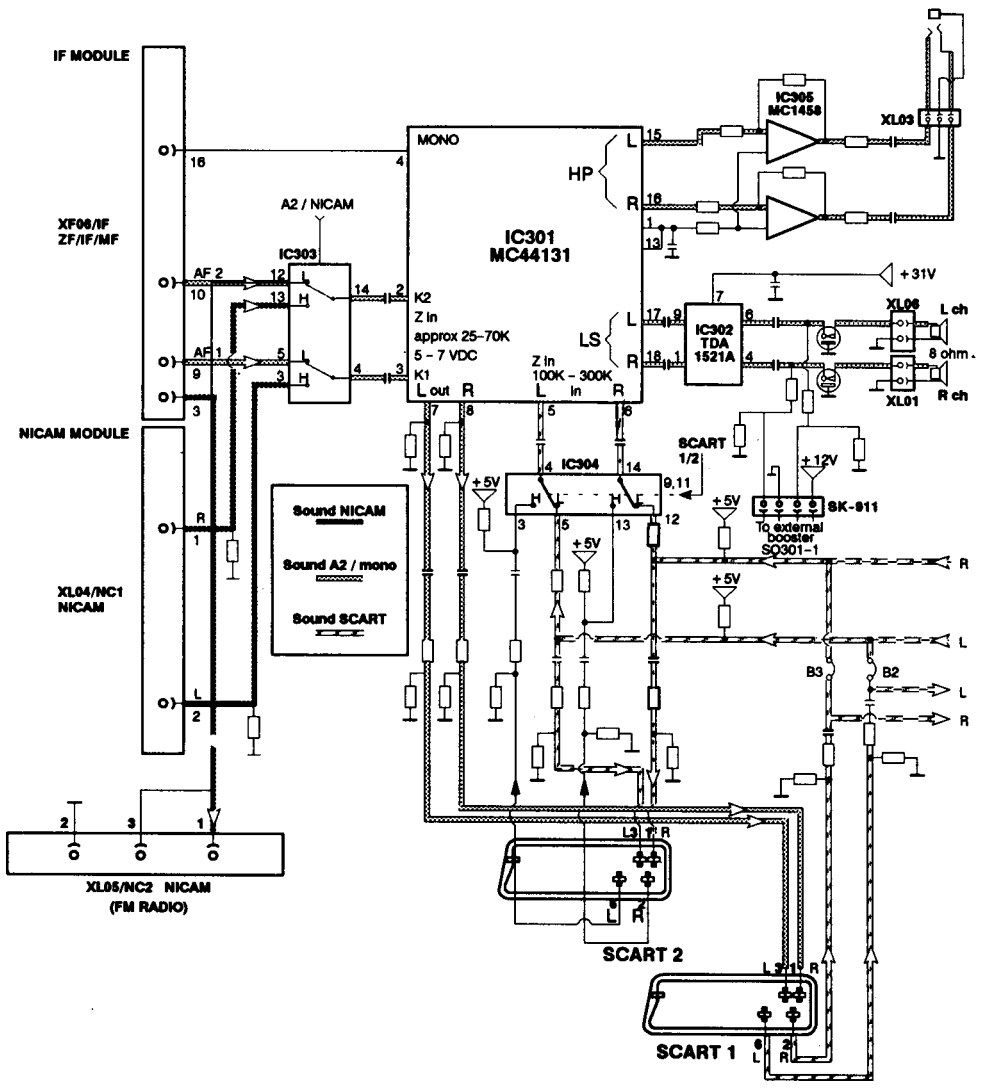 IF MODULE
16
XF06/IF
ZF/IF/MF
AF 2
10
AF 1
9
3
NICAM MODULE
R
1
XL04/NC1
NICAM
L
2
2
3
1
XL05/NC2 NICAM
(FM RADIO)
A2 / NICAM
IC303
12
L
13
H
14
5
L
3
H
4
MONO
4
IC301
MC44131
2
K2
Z in
approx 25-70K
5 - 7 VDC
3
K1
L out R
7
8
Z in
100K - 300K
L in R
5
6
HP
L
15
R
16
1
13
LS
L
17
R
18
IC305
MC1458
XL03
+ 31V
7
9
6
IC302
TDA
1521A
1
4
XL06
L ch
8 ohm
R ch
XL01
+ 12V
SK-911
To external
booster
SO301-1
SCART
1/2
IC304
4
14
9,11
H
L
H
L
3
5
13
12
+ 5V
+ 5V
+ 5V
+ 5V
Sound NICAM
Sound A2 / mono
Sound SCART
R
L
B3
B2
L
R
L3 1 R
6
2
L
R
SCART 2
L 3 1 R
6
2
L
R
SCART 1